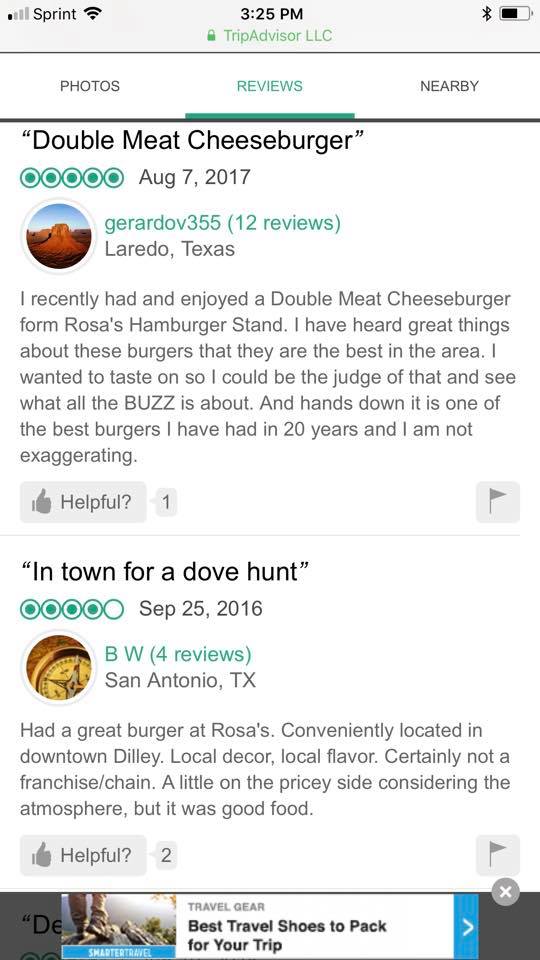 Sprint 3:25 PM
TripAdvisor LLC
PHOTOS REVIEWS NEARBY
“Double Meat Cheeseburger”
Aug 7, 2017
gerardov355 (12 reviews)
Laredo, Texas
I recently had and enjoyed a Double Meat Cheeseburger
form Rosa's Hamburger Stand. I have heard great things
about these burgers that they are the best in the area. I
wanted to taste on so I could be the judge of that and see
what all the BUZZ is about. And hands down it is one of
the best burgers I have had in 20 years and I am not
exaggerating.
Helpful? 1
“In town for a dove hunt”
Sep 25, 2016
B W (4 reviews)
San Antonio, TX
Had a great burger at Rosa's. Conveniently located in
downtown Dilley. Local decor, local flavor. Certainly not a
franchise/chain. A little on the pricey side considering the
atmosphere, but it was good food.
Helpful? 2
“De
TRAVEL GEAR
Best Travel Shoes to Pack
for Your Trip
SMARTERTRAVEL